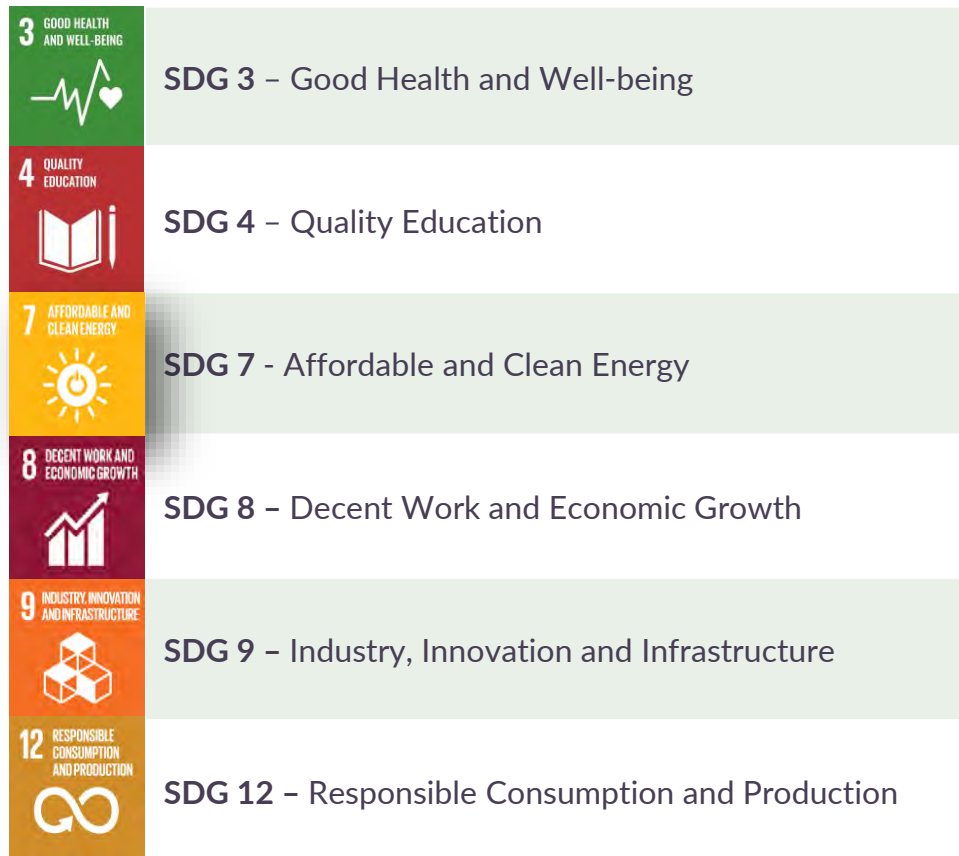 3 GOOD HEALTH
AND WELL-BEING
SDG 3 – Good Health and Well-being
4 QUALITY
EDUCATION
SDG 4 – Quality Education
7 AFFORDABLE AND
CLEAN ENERGY
SDG 7 - Affordable and Clean Energy
8 DECENT WORK AND
ECONOMIC GROWTH
SDG 8 – Decent Work and Economic Growth
9 INDUSTRY, INNOVATION
AND INFRASTRUCTURE
SDG 9 – Industry, Innovation and Infrastructure
12 RESPONSIBLE
CONSUMPTION
AND PRODUCTION
SDG 12 – Responsible Consumption and Production